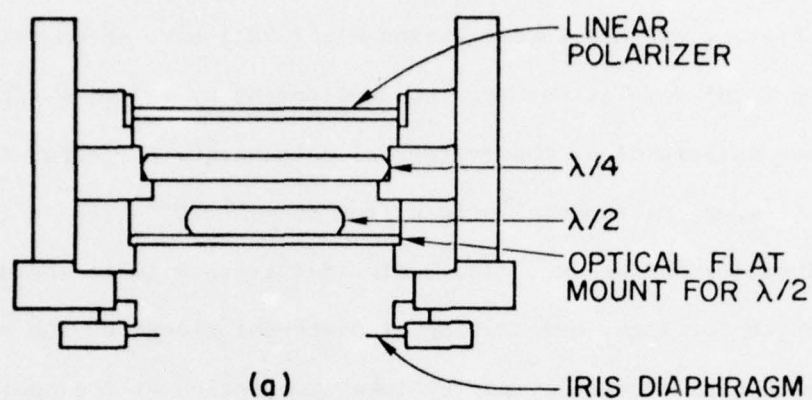 LINEAR
POLARIZER
λ/4
λ/2
OPTICAL FLAT
MOUNT FOR λ/2
(a)
IRIS DIAPHRAGM